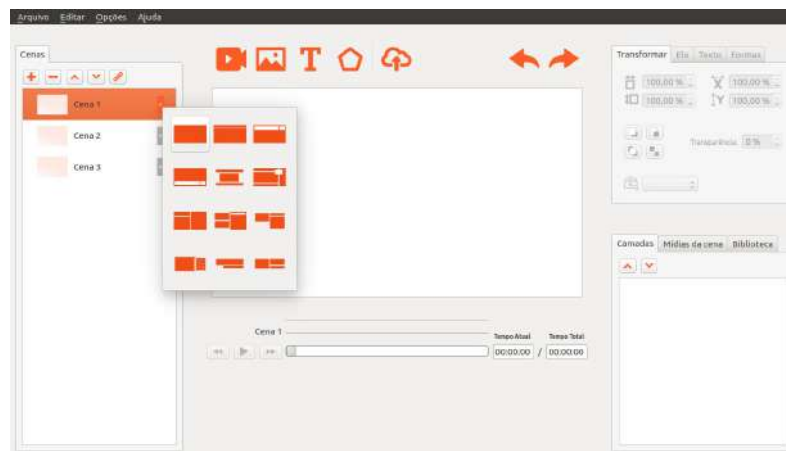 Arquivo Editar Opções Ajuda
Cenas
Cena 1
Cena 2
Cena 3
T
Cena 1
Tempo Atual Tempo Total
00:00:00 / 00:00:06
Transformar Texto Formas
100,00 % 100,00 %
100,00 % 100,00 %
Transparência 0 %
Camadas Mídias da cena Biblioteca